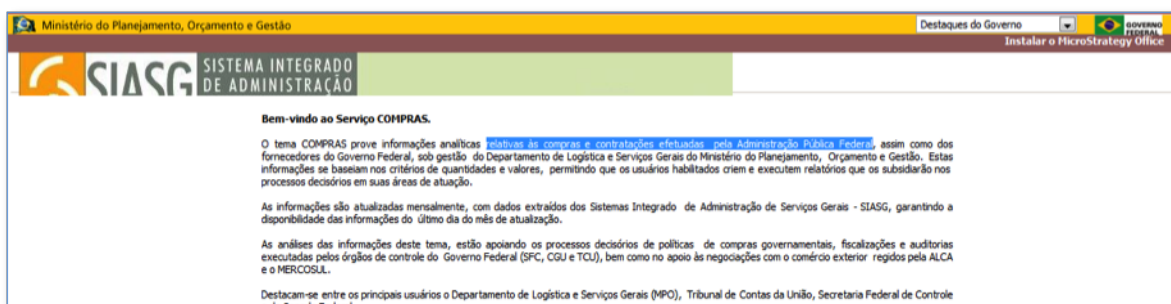 Ministério do Planejamento, Orçamento e Gestão
Destaques do Governo
GOVERNO
FEDERAL
Instalar o MicroStrategy Office
SIASG SISTEMA INTEGRADO
DE ADMINISTRAÇÃO
Bem-vindo ao Serviço COMPRAS.
O tema COMPRAS prove informações analíticas relativas às compras e contratações efetuadas pela Administração Pública Federal, assim como dos
fornecedores do Governo Federal, sob gestão do Departamento de Logística e Serviços Gerais do Ministério do Planejamento, Orçamento e Gestão. Estas
informações se baseiam nos critérios de quantidades e valores, permitindo que os usuários habilitados criem e executem relatórios que os subsidiarão nos
processos decisórios em suas áreas de atuação.
As informações são atualizadas mensalmente, com dados extraídos dos Sistemas Integrado de Administração de Serviços Gerais - SIASG, garantindo a
disponibilidade das informações do último dia do mês de atualização.
As análises das informações deste tema, estão apoiando os processos decisórios de políticas de compras governamentais, fiscalizações e auditorias
executadas pelos órgãos de controle do Governo Federal (SFC, CGU e TCU), bem como no apoio às negociações com o comércio exterior regidos pela ALCA
e o MERCOSUL.
Destacam-se entre os principais usuários o Departamento de Logística e Serviços Gerais (MPO), Tribunal de Contas da União, Secretaria Federal de Controle